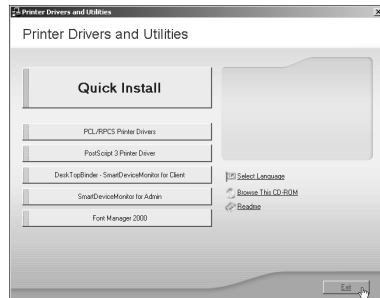 Printer Drivers and Utilities
Printer Drivers and Utilities
Quick Install
PCL/RPCS Printer Drivers
PostScript 3 Printer Driver
DeskTopBinder - SmartDeviceMonitor for Client
SmartDeviceMonitor for Admin
Font Manager 2000
Select Language
Browse This CD-ROM
Readme
Exit